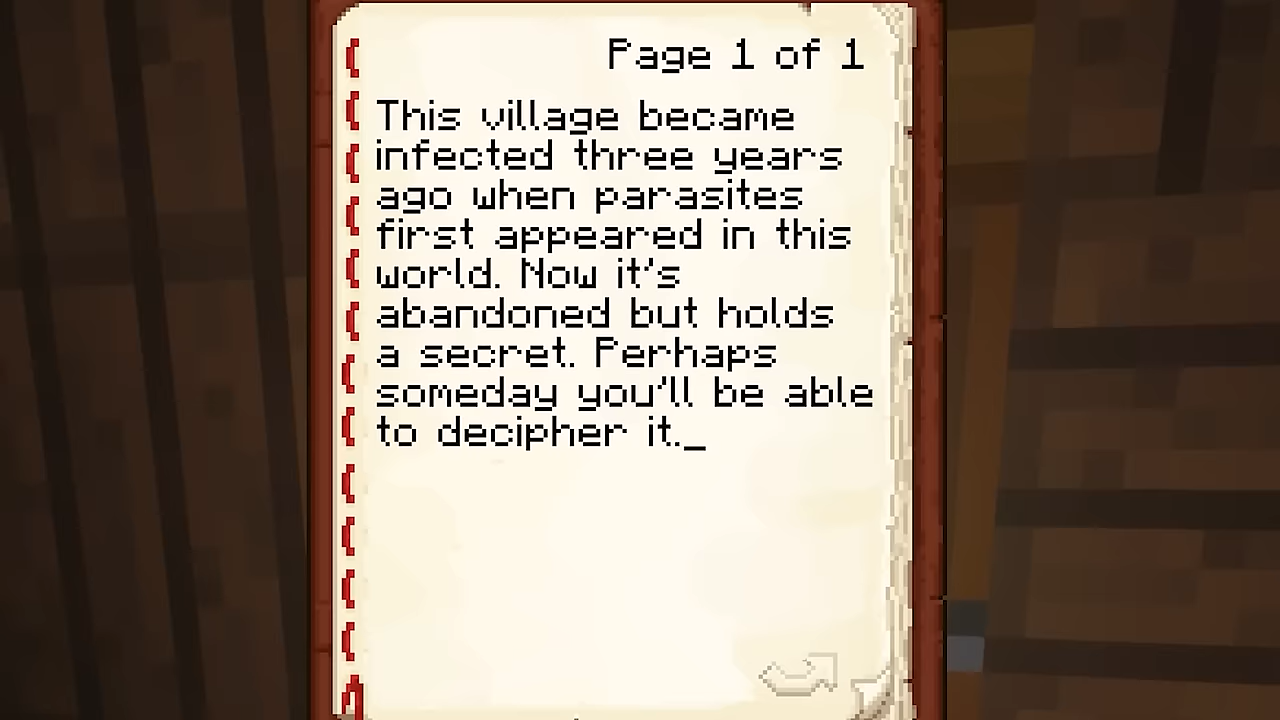 Page 1 of 1
This village became
infected three years
ago when parasites
first appeared in this
world. Now it's
abandoned but holds
a secret. Perhaps
someday you'll be able
to decipher it._